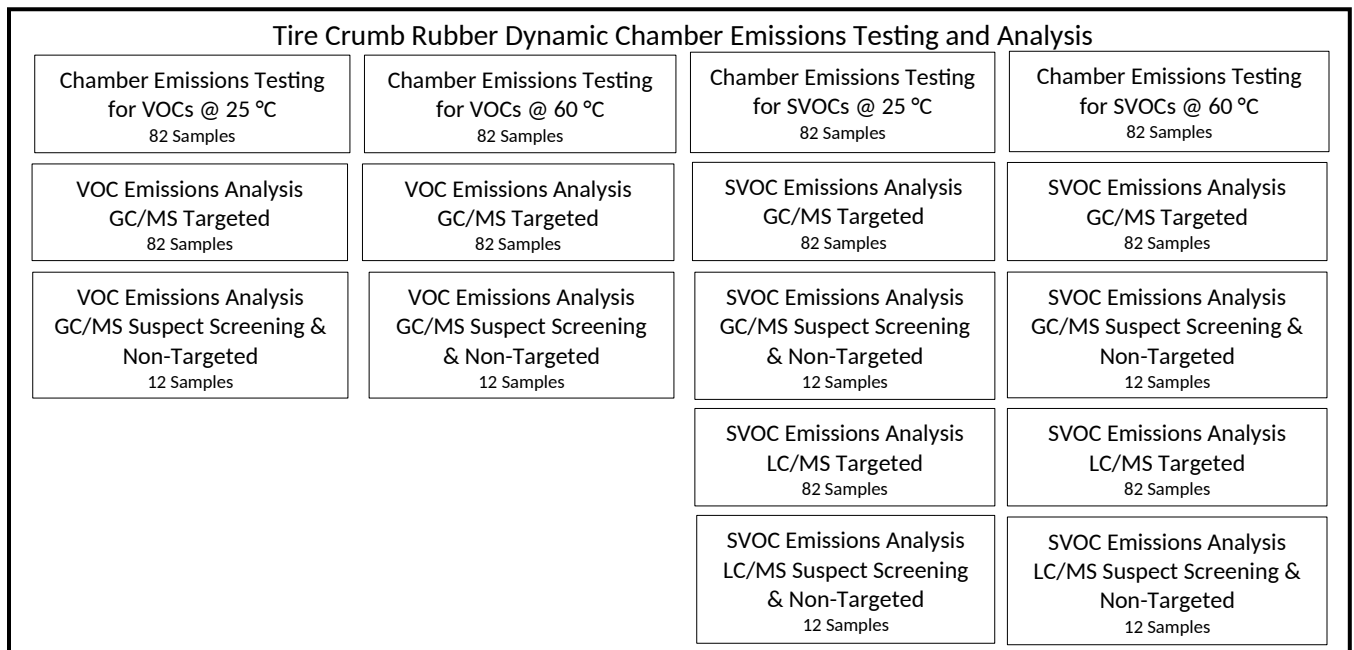 Tire Crumb Rubber Dynamic Chamber Emissions Testing and Analysis
Chamber Emissions Testing
for VOCs @ 25 °C
82 Samples
Chamber Emissions Testing
for VOCs @ 60 °C
82 Samples
Chamber Emissions Testing
for SVOCs @ 25 °C
82 Samples
Chamber Emissions Testing
for SVOCs @ 60 °C
82 Samples
VOC Emissions Analysis
GC/MS Targeted
82 Samples
VOC Emissions Analysis
GC/MS Targeted
82 Samples
SVOC Emissions Analysis
GC/MS Targeted
82 Samples
SVOC Emissions Analysis
GC/MS Targeted
82 Samples
VOC Emissions Analysis
GC/MS Suspect Screening &
Non-Targeted
12 Samples
VOC Emissions Analysis
GC/MS Suspect Screening
& Non-Targeted
12 Samples
SVOC Emissions Analysis
GC/MS Suspect Screening
& Non-Targeted
12 Samples
SVOC Emissions Analysis
GC/MS Suspect Screening &
Non-Targeted
12 Samples
SVOC Emissions Analysis
LC/MS Targeted
82 Samples
SVOC Emissions Analysis
LC/MS Targeted
82 Samples
SVOC Emissions Analysis
LC/MS Suspect Screening
& Non-Targeted
12 Samples
SVOC Emissions Analysis
LC/MS Suspect Screening &
Non-Targeted
12 Samples